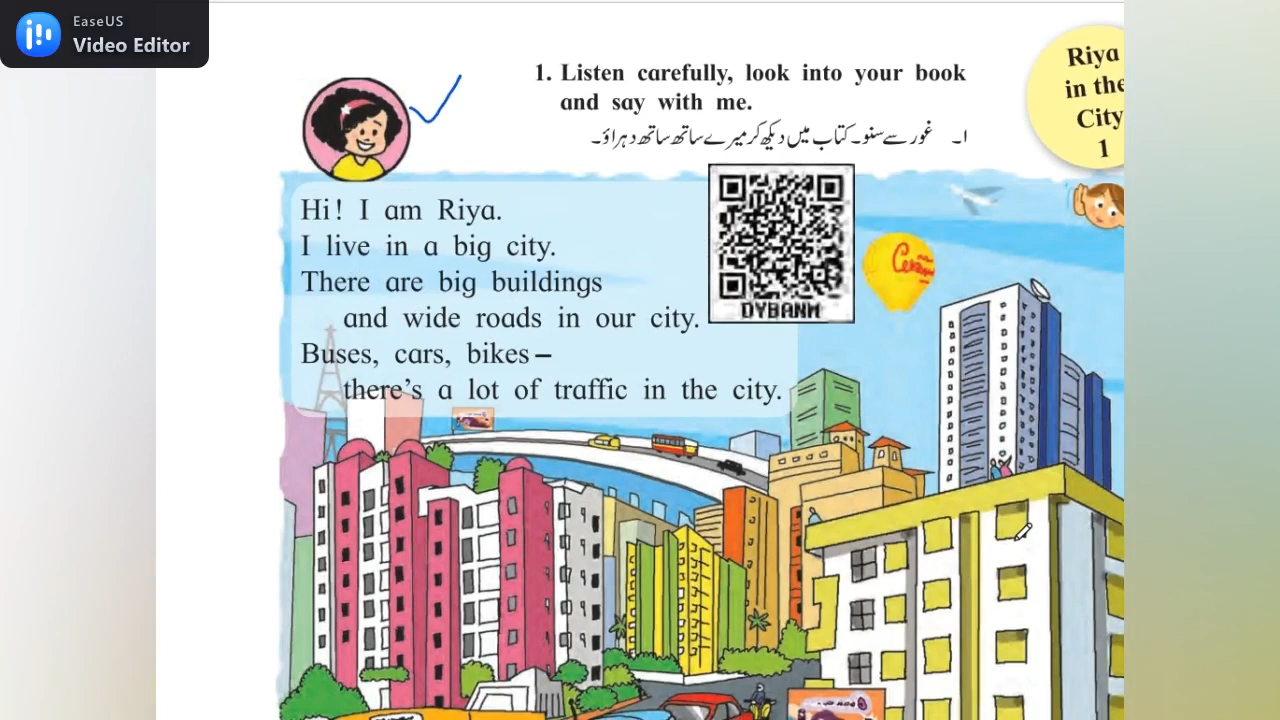 EaseUS
Video Editor
1. Listen carefully, look into your book
and say with me.
۱۔ غور سے سنو۔ کتاب میں دیکھ کر میرے ساتھ ساتھ دہراؤ۔
Riya
in the
City
1
Hi! I am Riya.
I live in a big city.
There are big buildings
and wide roads in our city.
Buses, cars, bikes –
there's a lot of traffic in the city.
DYBANM